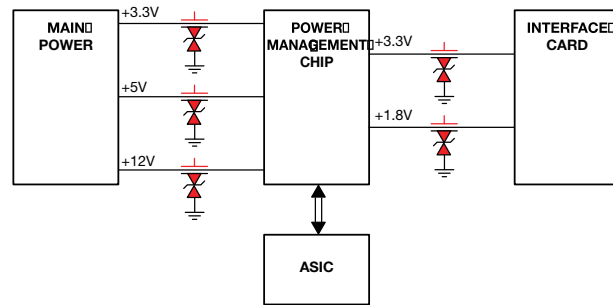 MAIN
POWER
+3.3V
+5V
+12V
POWER
MANAGEMENT
CHIP
+3.3V
+1.8V
INTERFACE
CARD
ASIC